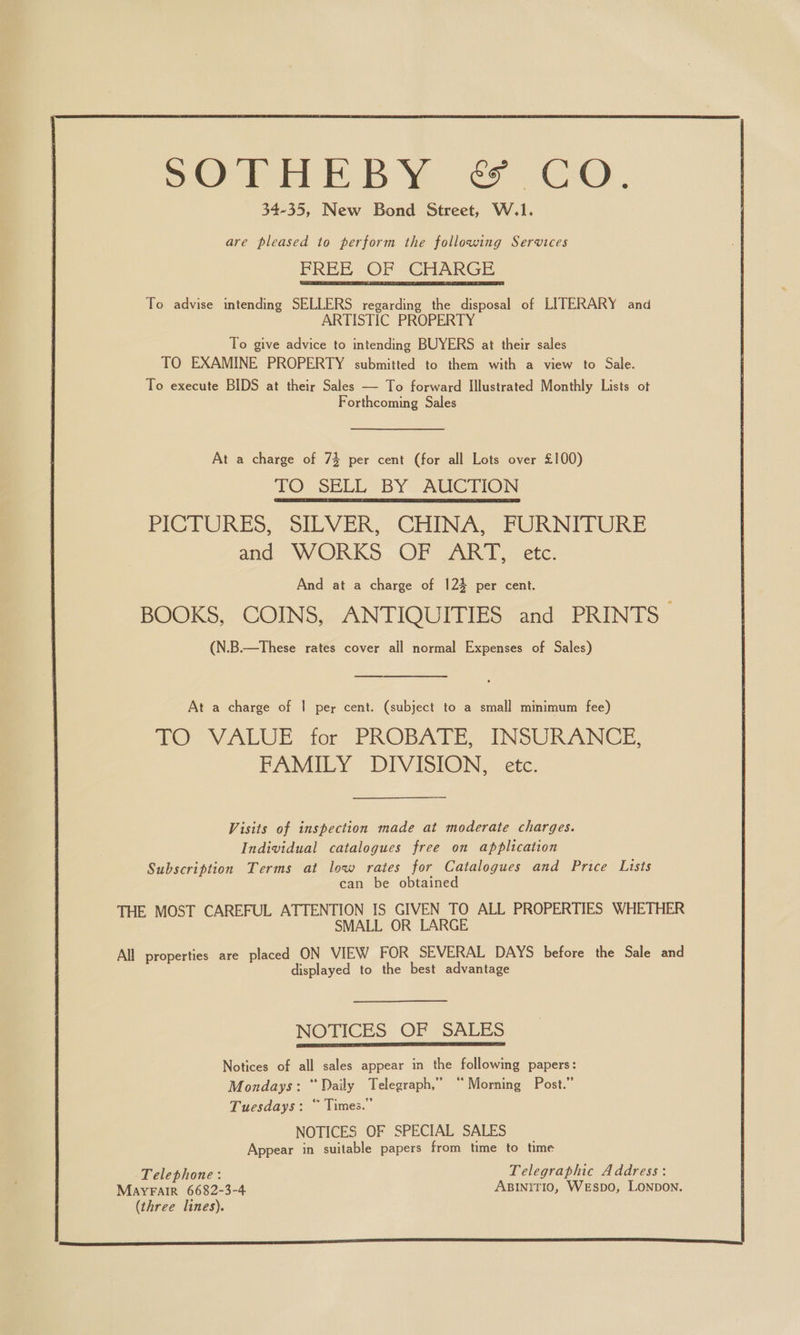 SOTHEBY & CO.
34-35, New Bond Street, W.1.
are pleased to perform the following Services
FREE OF CHARGE
To advise intending SELLERS regarding the disposal of LITERARY and
ARTISTIC PROPERTY
To give advice to intending BUYERS at their sales
TO EXAMINE PROPERTY submitted to them with a view to Sale.
To execute BIDS at their Sales — To forward Illustrated Monthly Lists of
Forthcoming Sales
At a charge of 7½ per cent (for all Lots over £100)
TO SELL BY AUCTION
PICTURES, SILVER, CHINA, FURNITURE
and WORKS OF ART, etc.
And at a charge of 12½ per cent.
BOOKS, COINS, ANTIQUITIES and PRINTS
(N.B.—These rates cover all normal Expenses of Sales)
At a charge of 1 per cent. (subject to a small minimum fee)
TO VALUE for PROBATE, INSURANCE,
FAMILY DIVISION, etc.
Visits of inspection made at moderate charges.
Individual catalogues free on application
Subscription Terms at low rates for Catalogues and Price Lists
can be obtained
THE MOST CAREFUL ATTENTION IS GIVEN TO ALL PROPERTIES WHETHER
SMALL OR LARGE
All properties are placed ON VIEW FOR SEVERAL DAYS before the Sale and
displayed to the best advantage
NOTICES OF SALES
Notices of all sales appear in the following papers:
Mondays: "Daily Telegraph," "Morning Post."
Tuesdays: "Times."
NOTICES OF SPECIAL SALES
Appear in suitable papers from time to time
Telephone:
MAYFAIR 6682-3-4
(three lines).
Telegraphic Address:
ABINITIO, WESDO, LONDON.